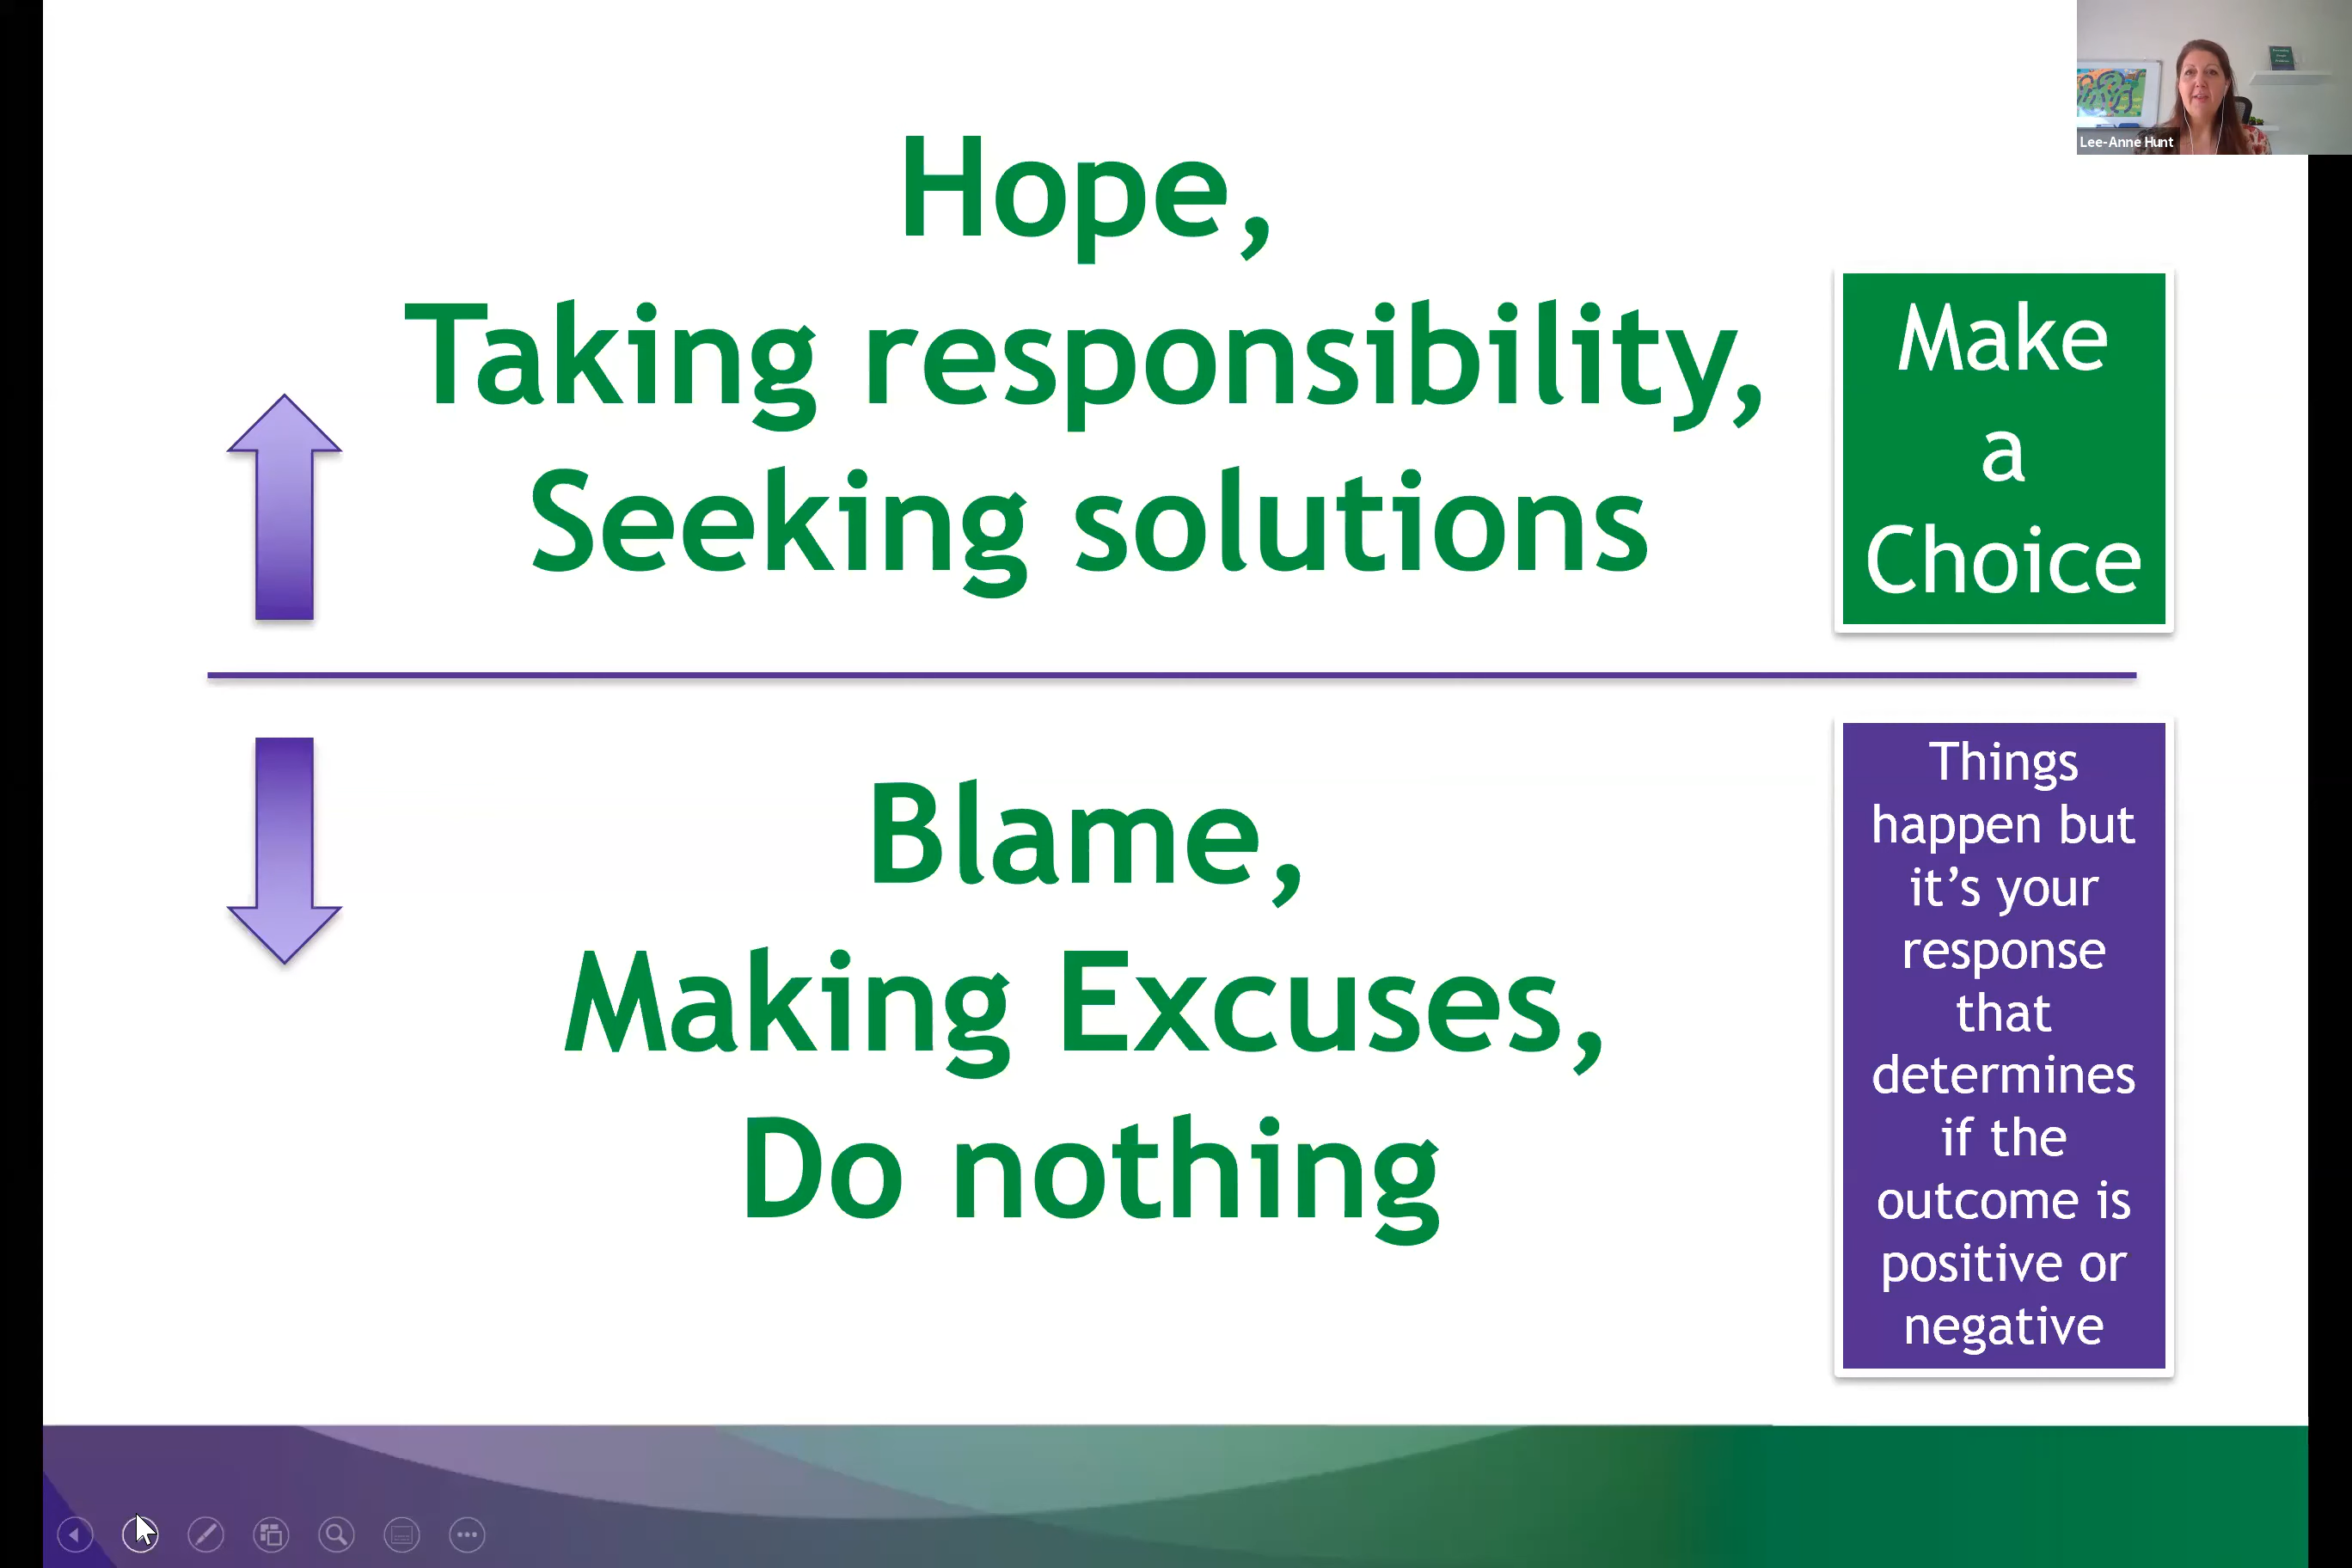 Hope,
Taking responsibility,
Seeking solutions
Make
a
Choice
Blame,
Making Excuses,
Do nothing
Things
happen but
it’s your
response
that
determines
if the
outcome is
positive or
negative
Lee-Anne Hunt